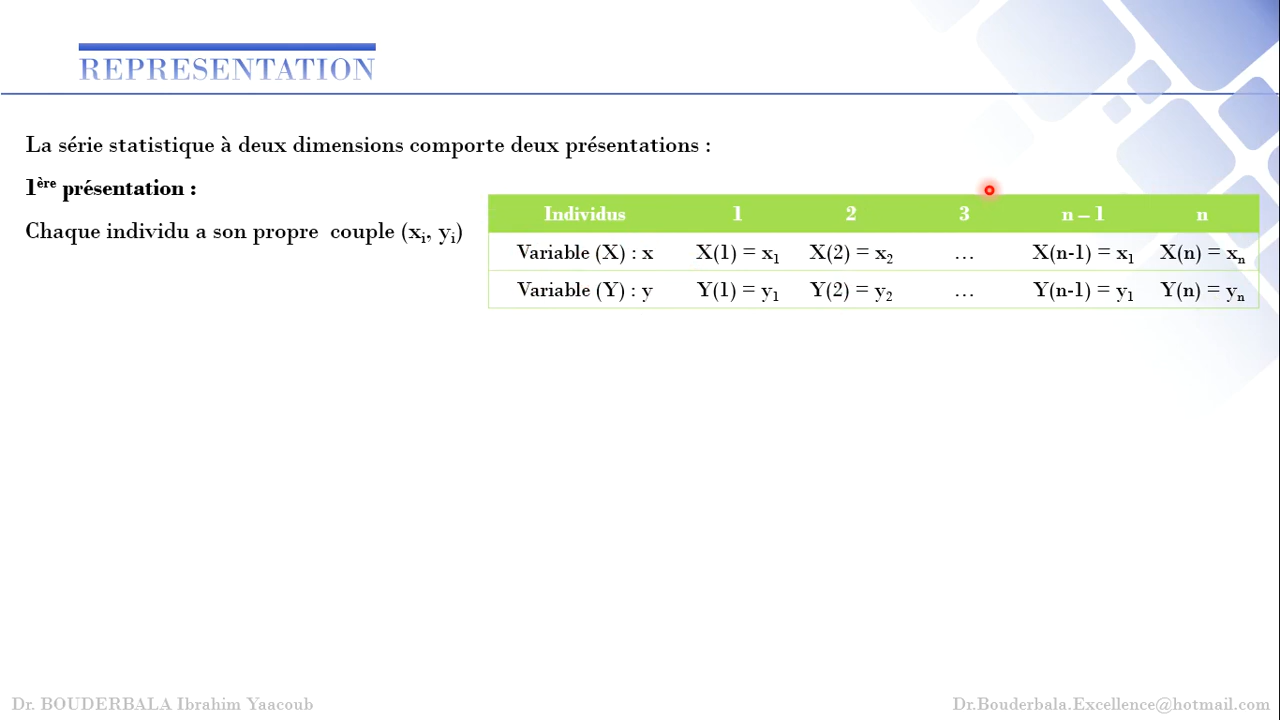 REPRESENTATION
La série statistique à deux dimensions comporte deux présentations :
1ère présentation :
Chaque individu a son propre couple (xi, yi)
Individus 1 2 3 n – 1 n
Variable (X) : x X(1) = x1 X(2) = x2 … X(n-1) = x1 X(n) = xn
Variable (Y) : y Y(1) = y1 Y(2) = y2 … Y(n-1) = y1 Y(n) = yn
Dr. BOUDERBALA Ibrahim Yaacoub
Dr.Bouderbala.Excellence@hotmail.com